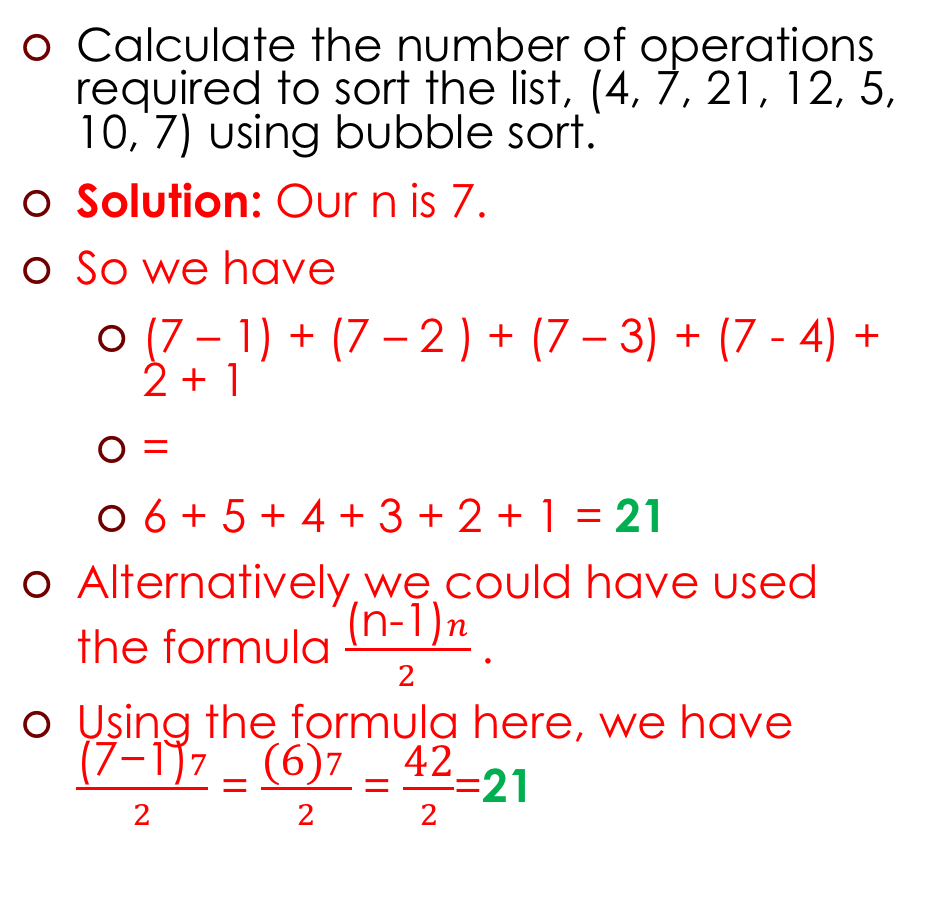 Calculate the number of operations
required to sort the list, (4, 7, 21, 12, 5,
10, 7) using bubble sort.
Solution: Our n is 7.
So we have
(7 – 1) + (7 – 2 ) + (7 – 3) + (7 - 4) +
2 + 1
=
6 + 5 + 4 + 3 + 2 + 1 = 21
Alternatively we could have used
the formula (n-1)n/2 .
Using the formula here, we have
(7−1)7/2 = (6)7/2 = 42/2 =21